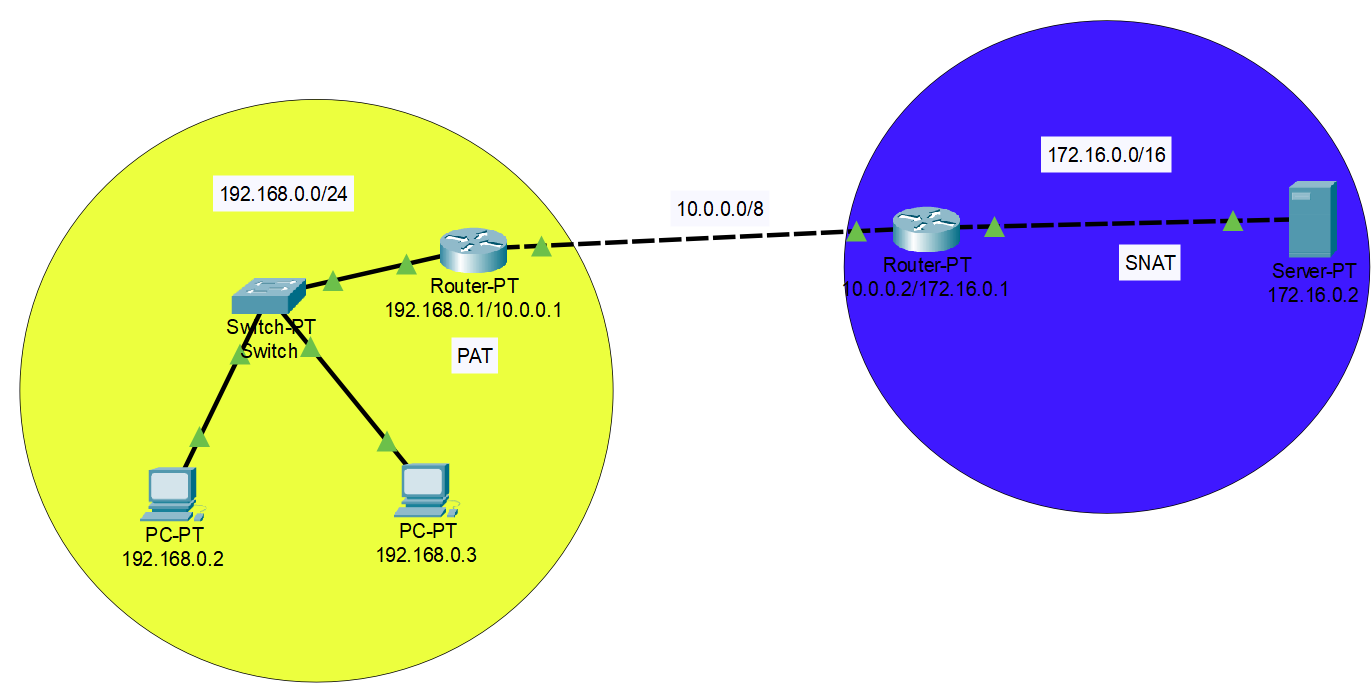 192.168.0.0/24
Router-PT
192.168.0.1/10.0.0.1
PAT
Switch-PT
Switch
PC-PT
192.168.0.2
PC-PT
192.168.0.3
10.0.0.0/8
172.16.0.0/16
Router-PT
10.0.0.2/172.16.0.1
SNAT
Server-PT
172.16.0.2